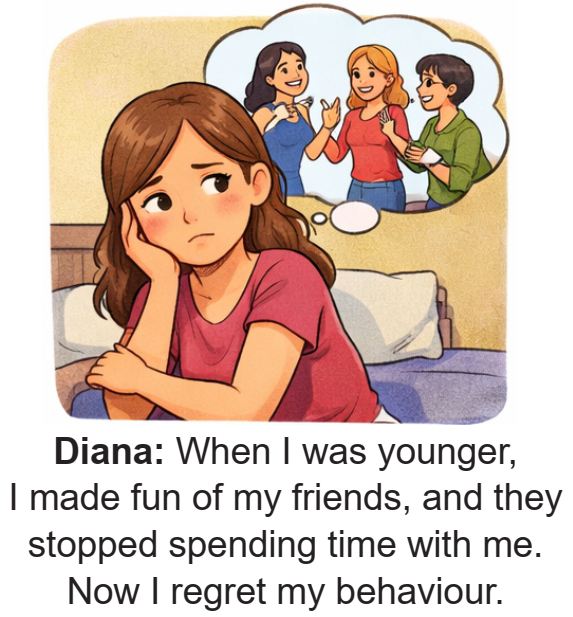 Diana: When I was younger,
I made fun of my friends, and they
stopped spending time with me.
Now I regret my behaviour.